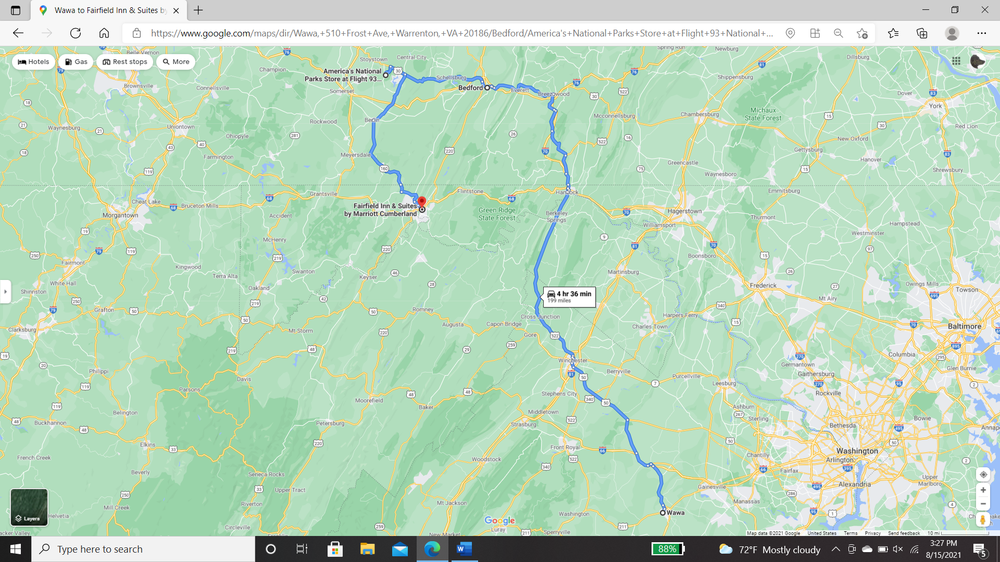 Wawa to Fairfield Inn & Suites by
https://www.google.com/maps/dir/Wawa,+510+Frost+Ave,+Warrenton,+VA+20186/Bedford/America's+National+Parks+Store+at+Flight+93+National+...
Hotels
Gas
Rest stops
More
Belle Vernon
Stoystown
Central City
Spring Run
Newburg
Dillsburg
Champion
America's National
Parks Store at Flight 93...
Schellsburg
Shippensburg
Brownsville
Connellsville
Somerset
Bedford
Everett
Breezewood
Dover
York
Mcconnellsburg
Chambersburg
Michaux
State Forest
Waynesburg
Uniontown
Rockwood
Berlin
Red Lion
Ohiopyle
New Oxford
Farmington
Meyersdale
Gettysburg
Hanover
Greencastle
Waynesboro
Shrewsbury
Grantsville
Flintstone
Hancock
Emmitsburg
Cheat Lake
Bruceton Mills
Fairfield Inn & Suites
by Marriott Cumberland
Green Ridge
State Forest
Berkeley
Springs
Hagerstown
Morgantown
Accident
Williamsport
Thurmont
Hampstead
Westminster
McHenry
Boonsboro
Fairmont
Kingwood
Terra Alta
Swanton
Keyser
Martinsburg
White Hall
Shinnston
Oakland
Frederick
Owings Mills
Towson
4 hr 36 min
199 miles
Mt Airy
Grafton
Romney
Cross Junction
Harpers Ferry
Clarksburg
Mt Storm
Augusta
Capon Bridge
Gore
Charles Town
Baltimore
Winchester
Columbia
Philippi
Davis
Berryville
Purcellville
Germantown
Gaithersburg
Glen Burnie
Parsons
Leesburg
Moorefield
Baker
Stephens City
Rockville
Belington
Middletown
Ashburn
Buckhannon
Petersburg
Strasburg
Sterling
Bethesda
Bowie
Annap
Elkins
Front Royal
Washington
French Creek
Woodstock
Chantilly
Arlington
Beverly
Seneca Rocks
Fairfax
Upper
Marlboro
Upper Tract
Gainesville
Alexandria
Mill Creek
Riverton
Mt Jackson
Manassas
Helvetia
Layers
Circleville
Google
Luray
Washington
Wawa
Sperryville
New Market
Franklin
acker Valley
Map data ©2021 Google United States Terms Privacy Send feedback 10 mi
Type here to search
88%
72°F Mostly cloudy
3:27 PM
8/15/2021
5